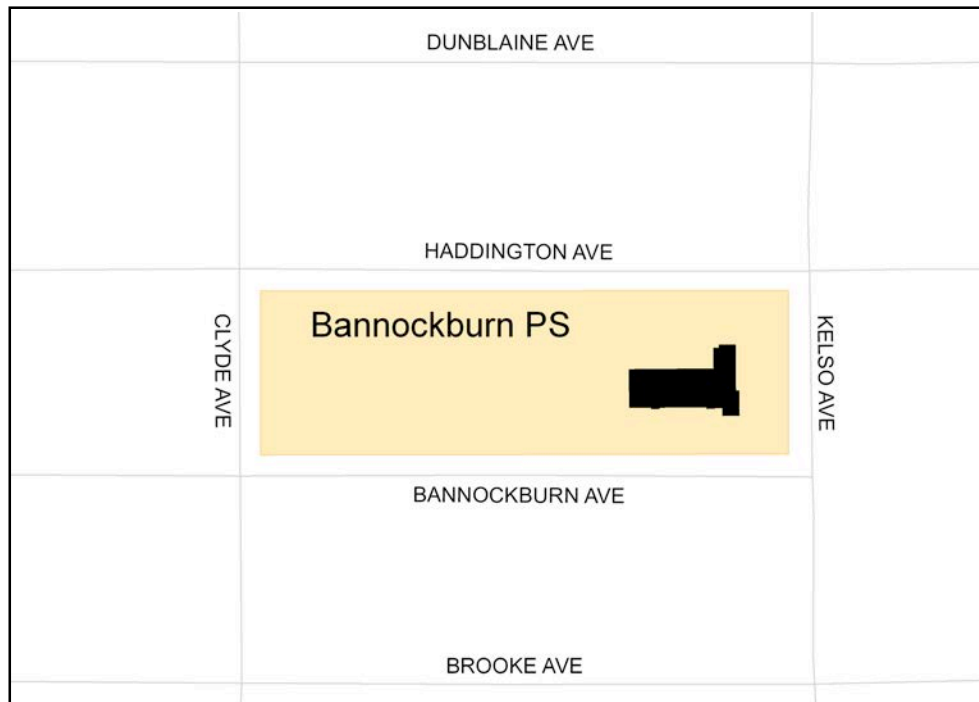 DUNBLAINE AVE
HADDINGTON AVE
Bannockburn PS
CLYDE AVE
KELSO AVE
BANNOCKBURN AVE
BROOKE AVE